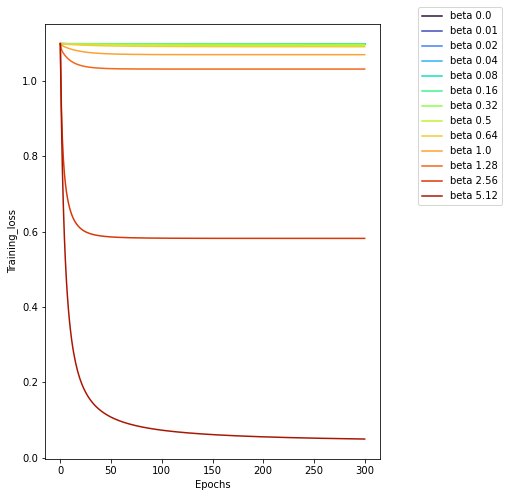 beta 0.0
beta 0.01
beta 0.02
beta 0.04
beta 0.08
beta 0.16
beta 0.32
beta 0.5
beta 0.64
beta 1.0
beta 1.28
beta 2.56
beta 5.12
1.0
0.8
0.6
0.4
0.2
0.0
Training_loss
0 50 100 150 200 250 300
Epochs